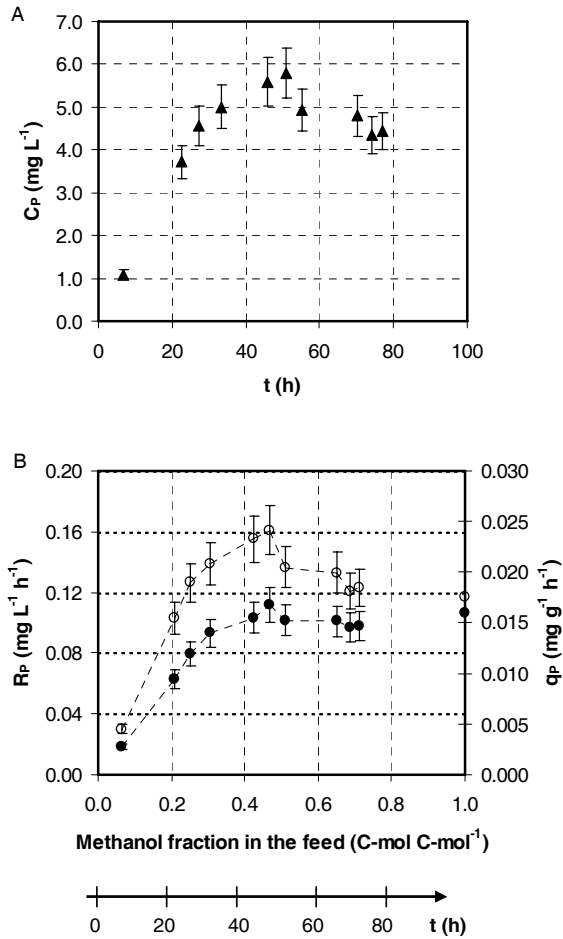 A
7.0
6.0
5.0
4.0
3.0
2.0
1.0
0.0
C_P (mg L⁻¹)
0 20 40 60 80 100
t (h)
B
0.20
0.16
0.12
0.08
0.04
0.00
R_P (mg L⁻¹ h⁻¹)
0.030
0.025
0.020
0.015
0.010
0.005
0.000
q_P (mg g⁻¹ h⁻¹)
0.0 0.2 0.4 0.6 0.8 1.0
Methanol fraction in the feed (C-mol C-mol⁻¹)
0 20 40 60 80 t (h)